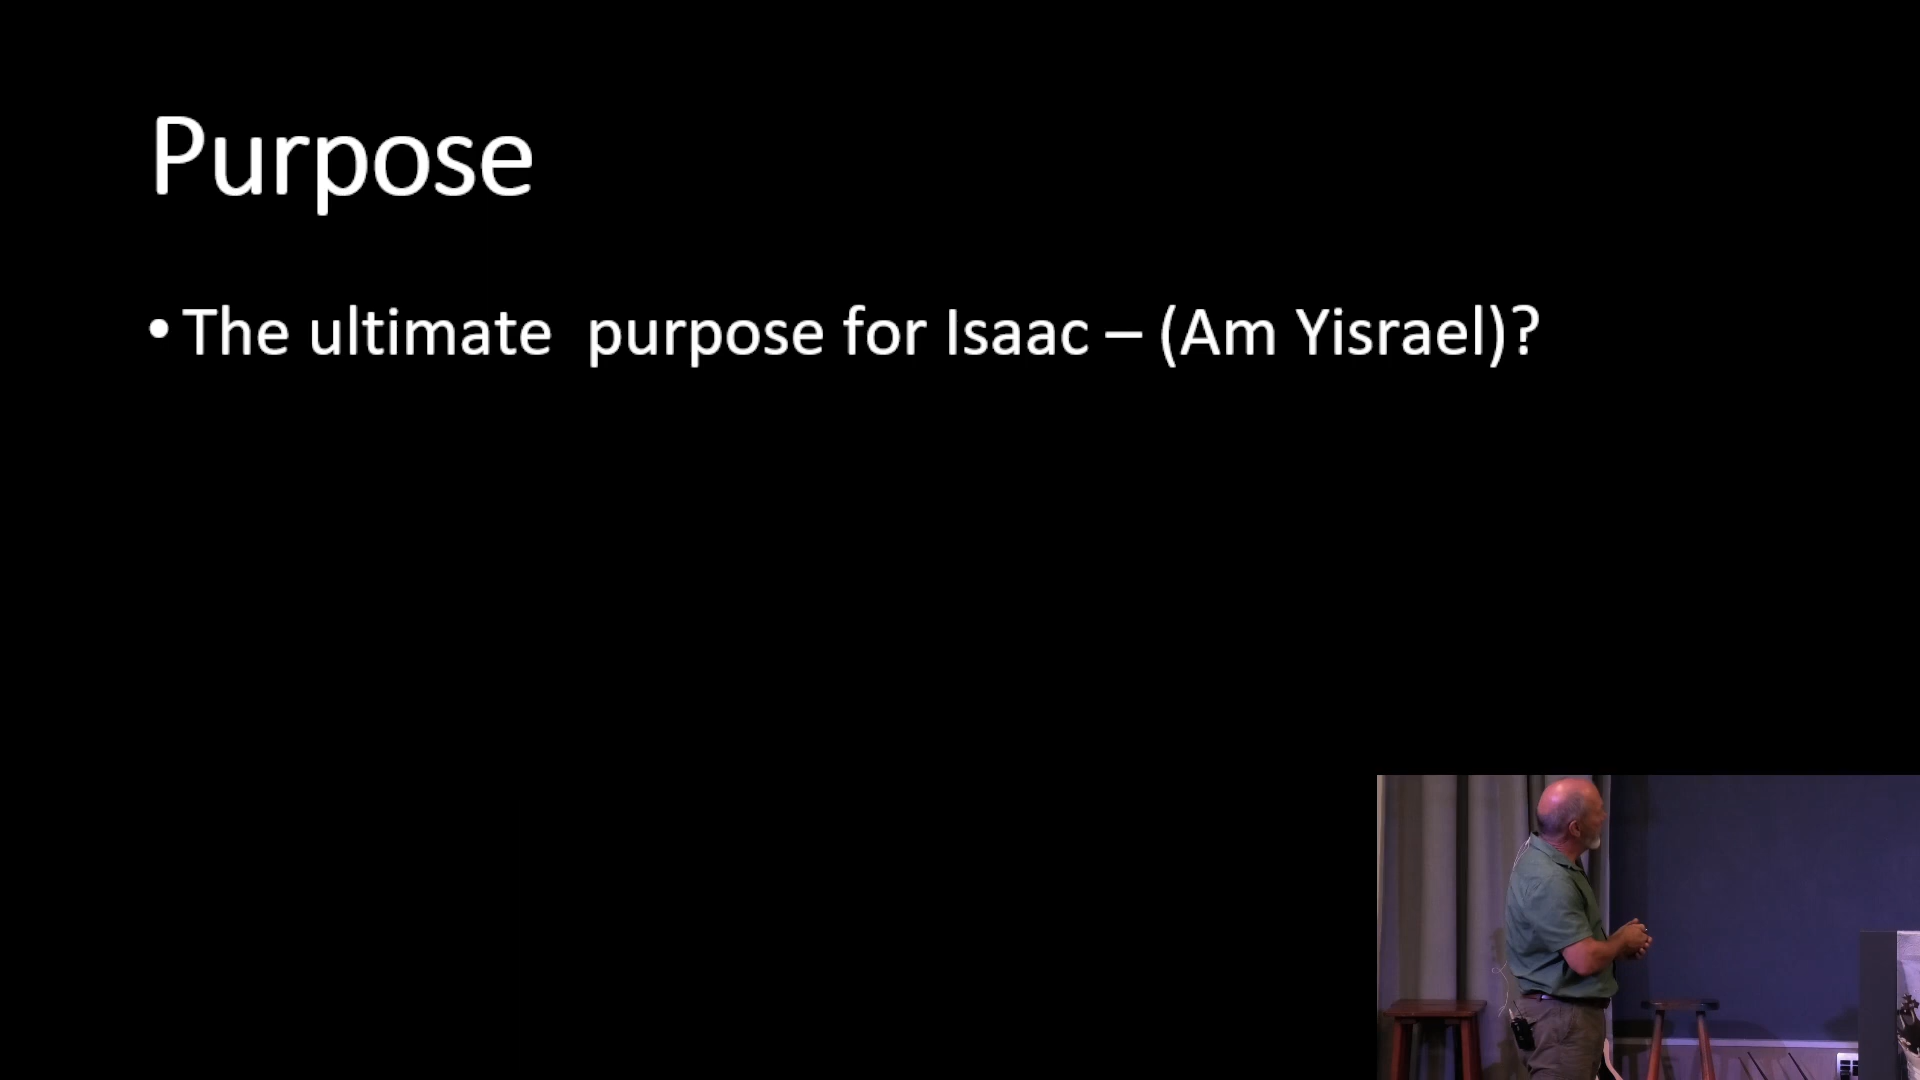 Purpose
• The ultimate  purpose for Isaac – (Am Yisrael)?